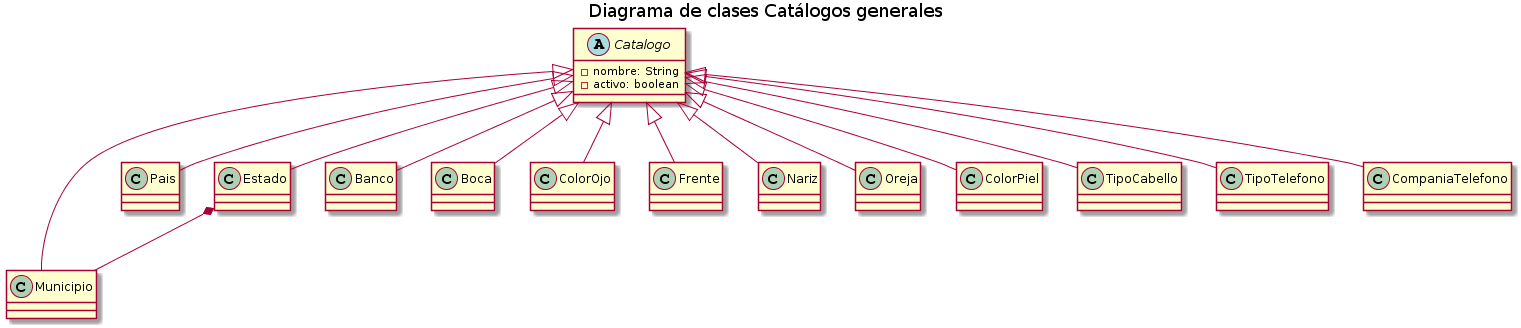 Diagrama de clases Catálogos generales
A Catalogo
nombre: String
activo: boolean
C Pais
C Estado
C Banco
C Boca
C ColorOjo
C Frente
C Nariz
C Oreja
C ColorPiel
C TipoCabello
C TipoTelefono
C CompaniaTelefono
C Municipio